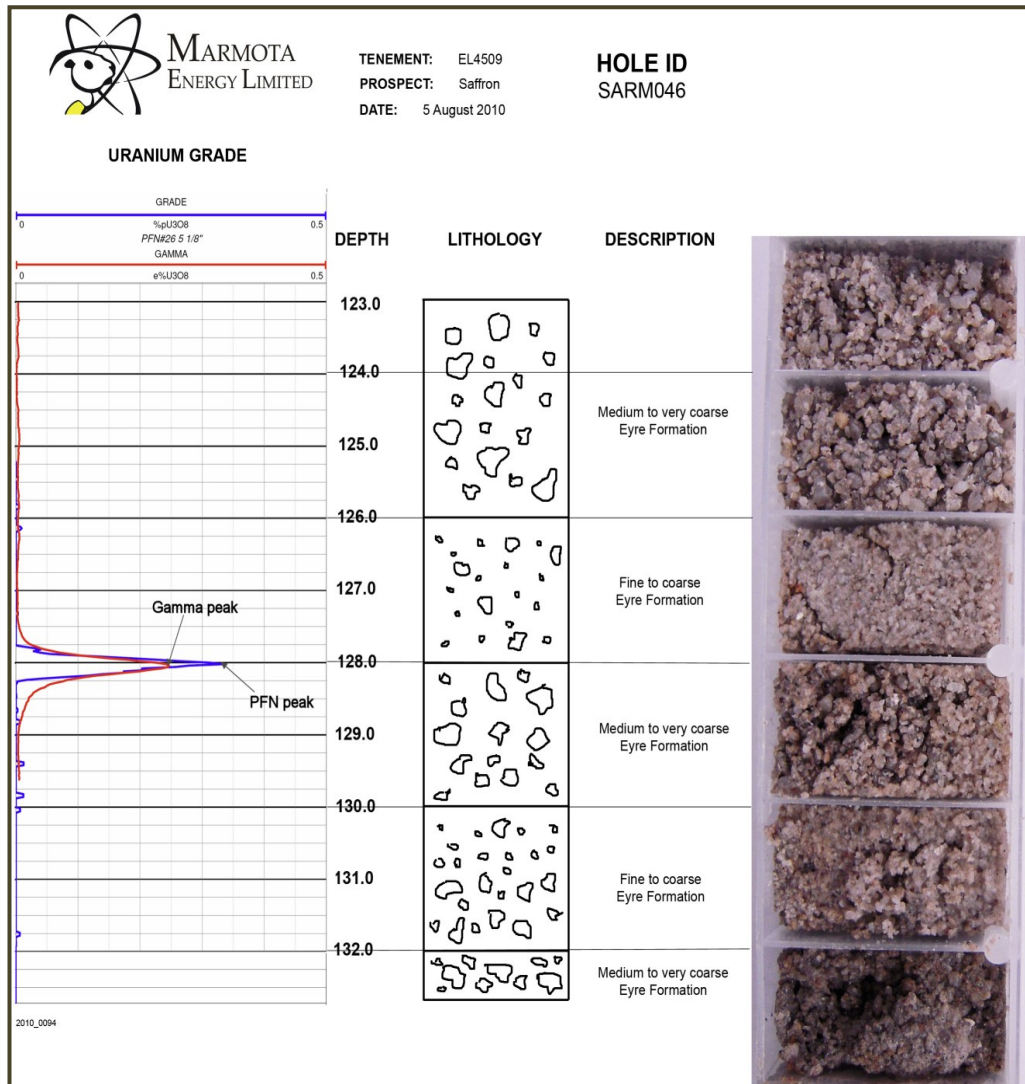 MARMOTA
ENERGY LIMITED
TENEMENT: EL4509
PROSPECT: Saffron
DATE: 5 August 2010
HOLE ID
SARM046
URANIUM GRADE
GRADE
0 %pU3O8 0.5
PFN#26 5 1/8"
GAMMA
0 e%U3O8 0.5
DEPTH LITHOLOGY DESCRIPTION
123.0
124.0
Medium to very coarse
Eyre Formation
125.0
126.0
Fine to coarse
Eyre Formation
127.0
Gamma peak
128.0
PFN peak
Medium to very coarse
Eyre Formation
129.0
130.0
131.0
Fine to coarse
Eyre Formation
132.0
Medium to very coarse
Eyre Formation
2010_0094